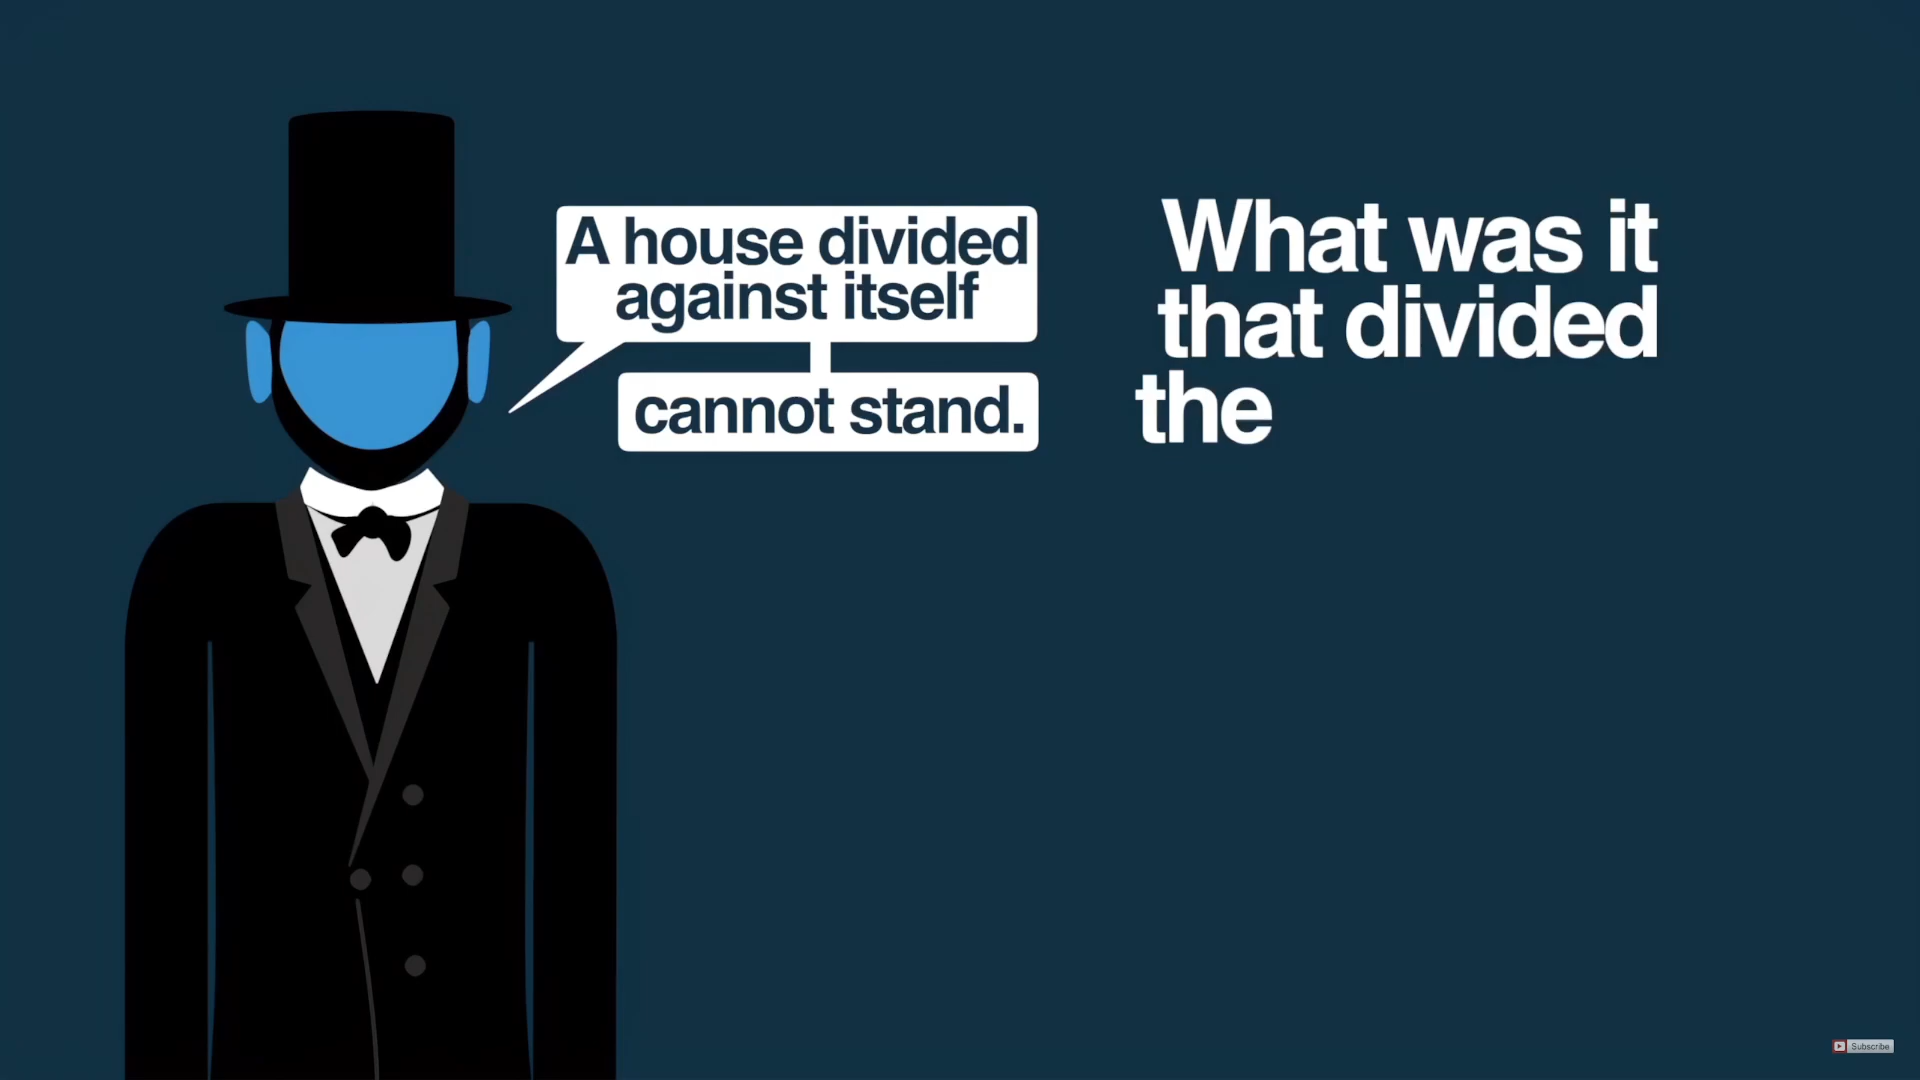 A house divided
against itself
cannot stand.
What was it
that divided
the
Subscribe